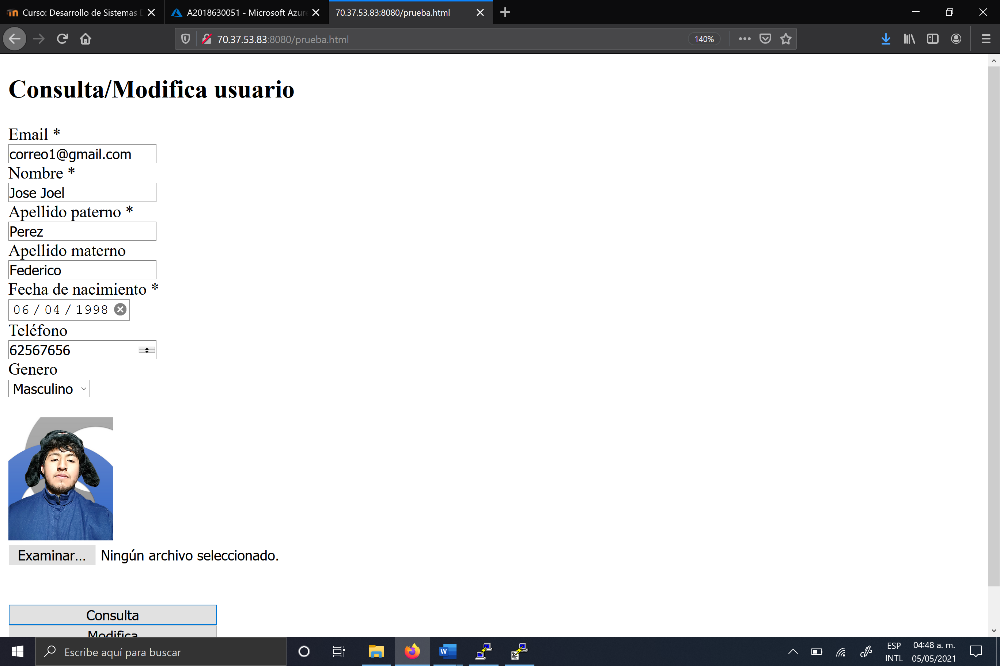 Curso: Desarrollo de Sistemas D
A2018630051 - Microsoft Azure
70.37.53.83:8080/prueba.html
70.37.53.83:8080/prueba.html
140%
Consulta/Modifica usuario
Email *
correo1@gmail.com
Nombre *
Jose Joel
Apellido paterno *
Perez
Apellido materno
Federico
Fecha de nacimiento *
06 / 04 / 1998
Teléfono
62567656
Genero
Masculino
Examinar... Ningún archivo seleccionado.
Consulta
Modifica
Escribe aquí para buscar
W
ESP
INTL
04:48 a. m.
05/05/2021